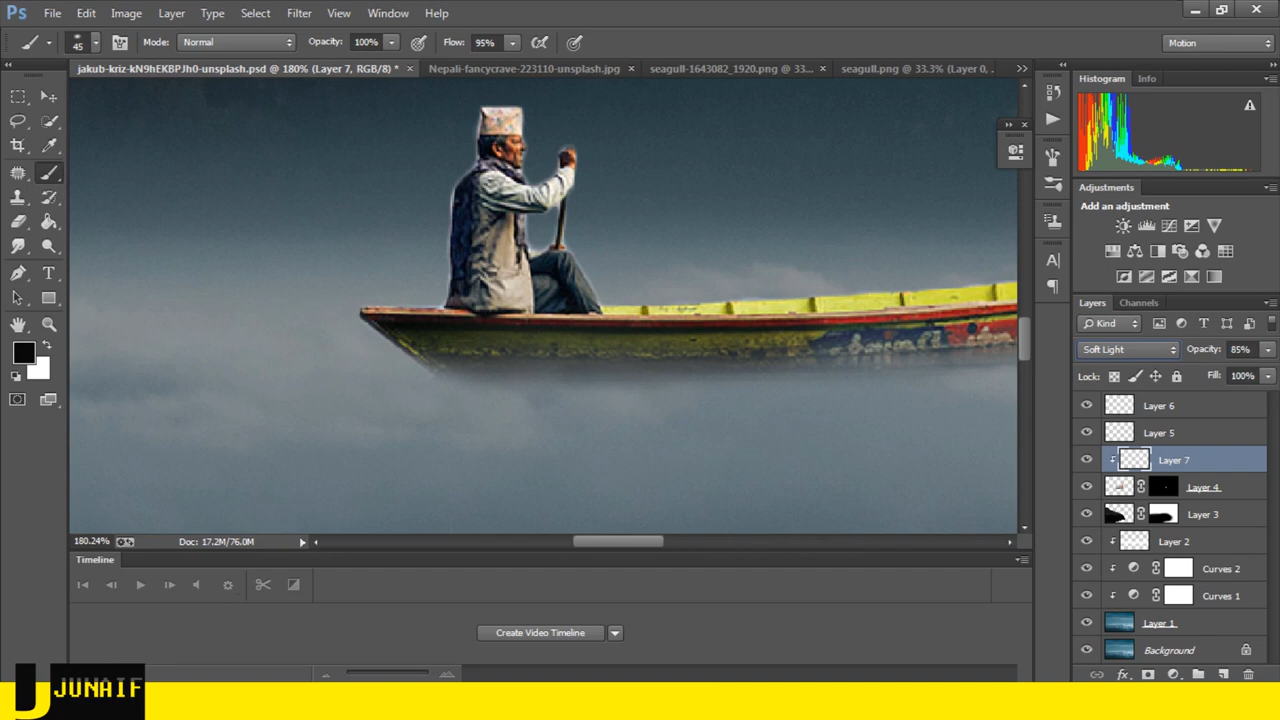 Ps File Edit Image Layer Type Select Filter View Window Help
45 Mode: Normal Opacity: 100% Flow: 95% Motion
jakub-kriz-kN9hEKBPJh0-unsplash.psd @ 180% (Layer 7, RGB/8) * × Nepali-fancycrave-223110-unsplash.jpg × seagull-1643082_1920.png @ 33... × seagull.png @ 33.3% (Layer 0, . >>
Histogram Info
Adjustments
Add an adjustment
Layers Channels
Kind
Soft Light Opacity: 85%
Lock: Fill: 100%
Layer 6
Layer 5
Layer 7
Layer 4
Layer 3
Layer 2
Curves 2
Curves 1
Layer 1
Background
180.24% Doc: 17.2M/76.0M
Timeline
Create Video Timeline
fx
J JUNAIF